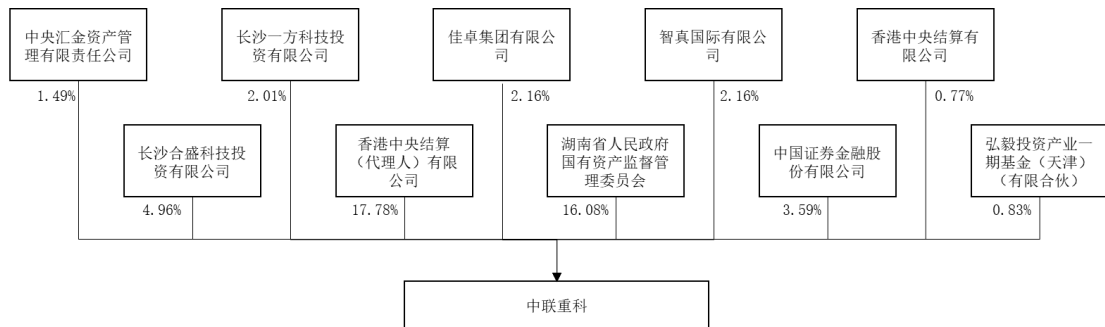 中央汇金资产管
理有限责任公司
长沙一方科技投
资有限公司
佳卓集团有限公
司
智真国际有限公
司
香港中央结算有
限公司
1.49%
2.01%
2.16%
2.16%
0.77%
长沙合盛科技投
资有限公司
香港中央结算
（代理人）有限
公司
湖南省人民政府
国有资产监督管
理委员会
中国证券金融股
份有限公司
弘毅投资产业一
期基金（天津）
（有限合伙）
4.96%
17.78%
16.08%
3.59%
0.83%
中联重科